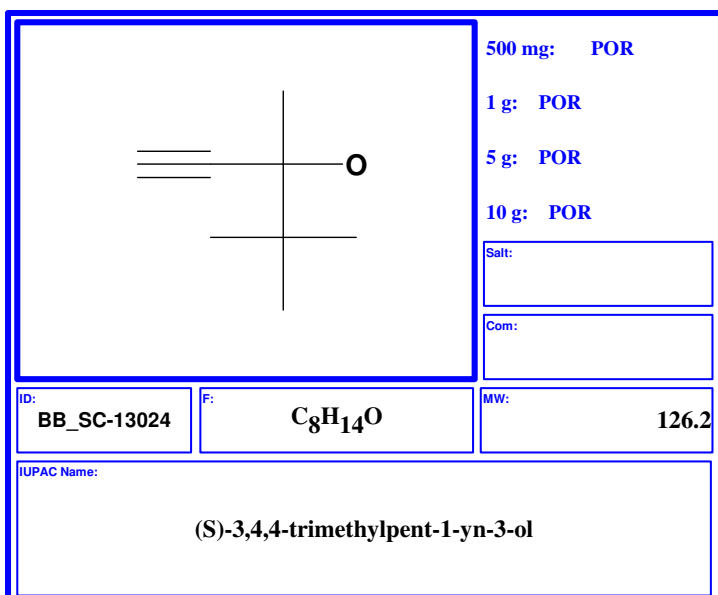 500 mg: POR
1 g: POR
O
5 g: POR
10 g: POR
Salt:
Com:
ID:
BB_SC-13024
F:
C8H14O
MW:
126.2
IUPAC Name:
(S)-3,4,4-trimethylpent-1-yn-3-ol